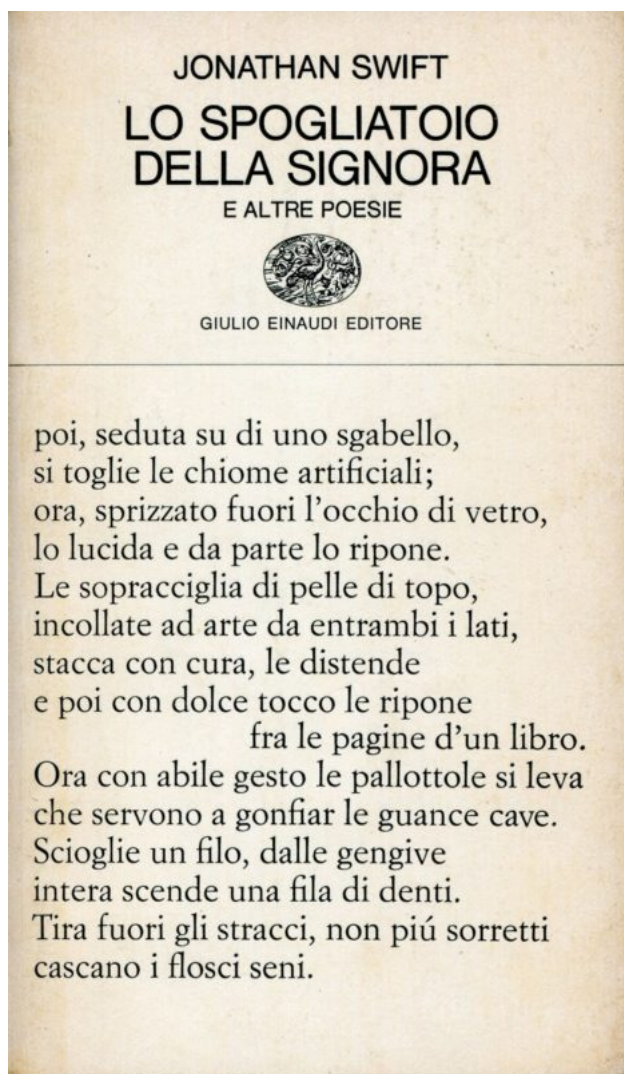 JONATHAN SWIFT
LO SPOGLIATOIO
DELLA SIGNORA
E ALTRE POESIE
GIULIO EINAUDI EDITORE
poi, seduta su di uno sgabello,
si toglie le chiome artificiali;
ora, sprizzato fuori l'occhio di vetro,
lo lucida e da parte lo ripone.
Le sopracciglia di pelle di topo,
incollate ad arte da entrambi i lati,
stacca con cura, le distende
e poi con dolce tocco le ripone
fra le pagine d'un libro.
Ora con abile gesto le pallottole si leva
che servono a gonfiar le guance cave.
Scioglie un filo, dalle gengive
intera scende una fila di denti.
Tira fuori gli stracci, non piú sorretti
cascano i flosci seni.